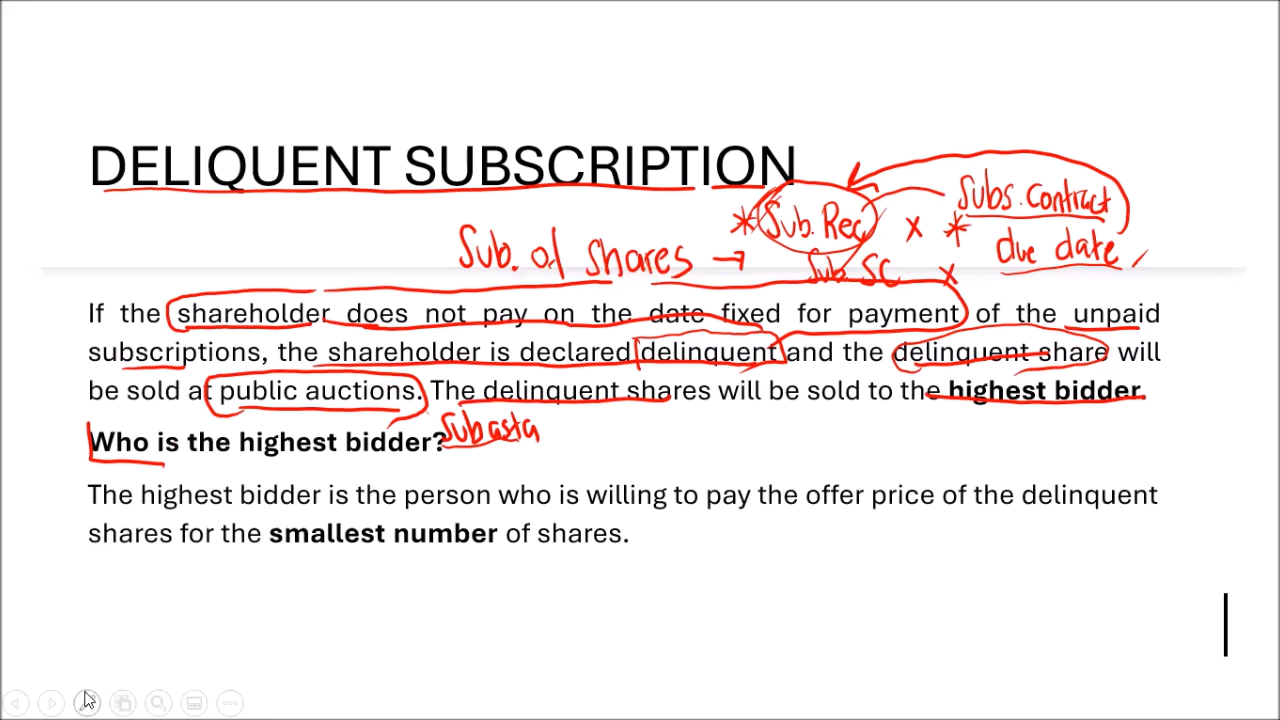 DELIQUENT SUBSCRIPTION
*Sub. Rec x * Subs. Contract
Sub. of shares → Sub. SC x due date
If the shareholder does not pay on the date fixed for payment of the unpaid
subscriptions, the shareholder is declared delinquent and the delinquent share will
be sold at public auctions. The delinquent shares will be sold to the highest bidder.
Who is the highest bidder? Subasta
The highest bidder is the person who is willing to pay the offer price of the delinquent
shares for the smallest number of shares.